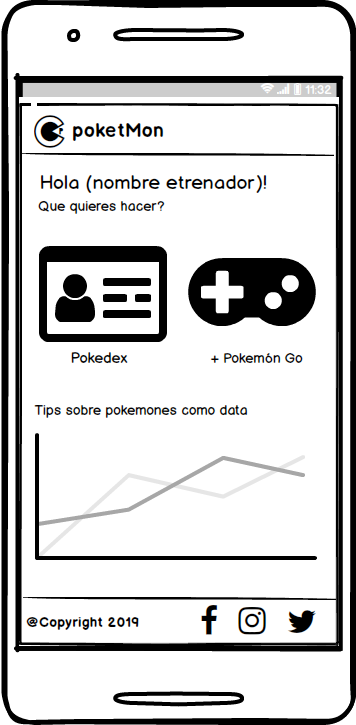 11:32
poketMon
Hola (nombre etrenador)!
Que quieres hacer?
Pokedex
+ Pokemón Go
Tips sobre pokemones como data
@Copyright 2019